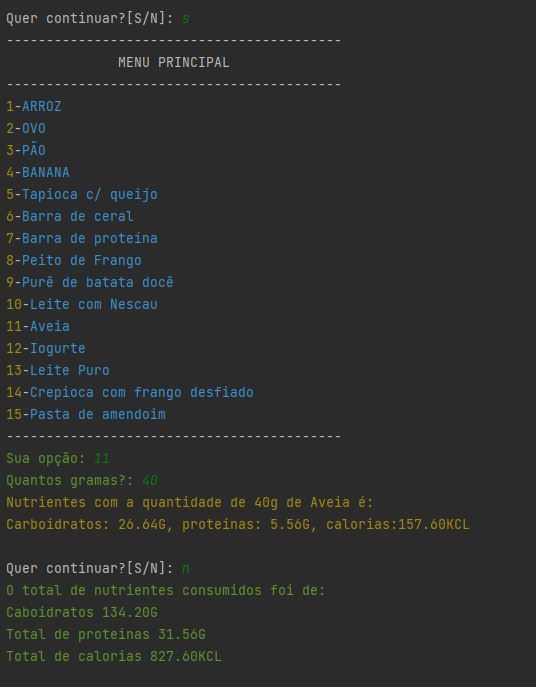 Quer continuar?[S/N]: s
------------------------------------------
MENU PRINCIPAL
------------------------------------------
1-ARROZ
2-OVO
3-PÃO
4-BANANA
5-Tapioca c/ queijo
6-Barra de ceral
7-Barra de proteína
8-Peito de Frango
9-Purê de batata docê
10-Leite com Nescau
11-Aveia
12-Iogurte
13-Leite Puro
14-Crepioca com frango desfiado
15-Pasta de amendoim
------------------------------------------
Sua opção: 11
Quantos gramas?: 40
Nutrientes com a quantidade de 40g de Aveia é:
Carboídratos: 26.64G, proteínas: 5.56G, calorias:157.60KCL
Quer continuar?[S/N]: n
O total de nutrientes consumidos foi de:
Caboídratos 134.20G
Total de proteínas 31.56G
Total de calorias 827.60KCL